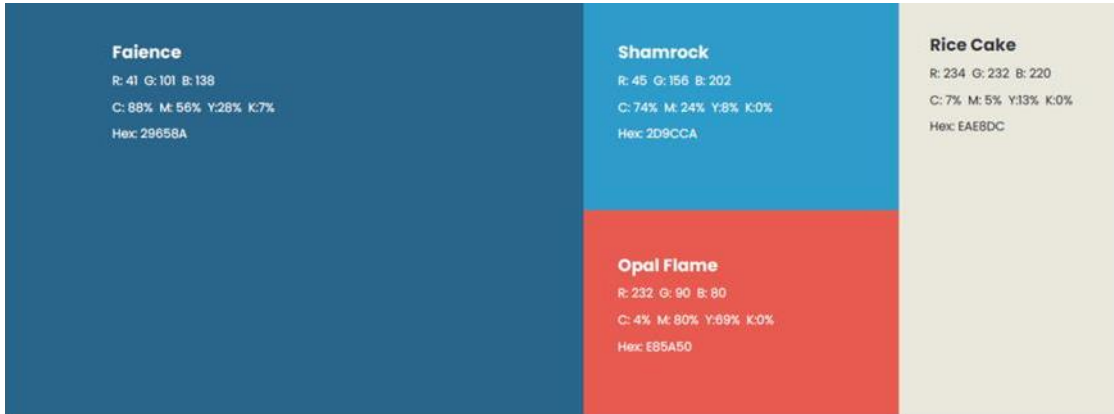 Faience
R: 41 G: 101 B: 138
C: 88% M: 56% Y:28% K:7%
Hex: 29658A
Shamrock
R: 45 G: 156 B: 202
C: 74% M: 24% Y:8% K:0%
Hex: 2D9CCA
Opal Flame
R: 232 G: 90 B: 80
C: 4% M: 80% Y:69% K:0%
Hex: E85A50
Rice Cake
R: 234 G: 232 B: 220
C: 7% M: 5% Y:13% K:0%
Hex: EAE8DC